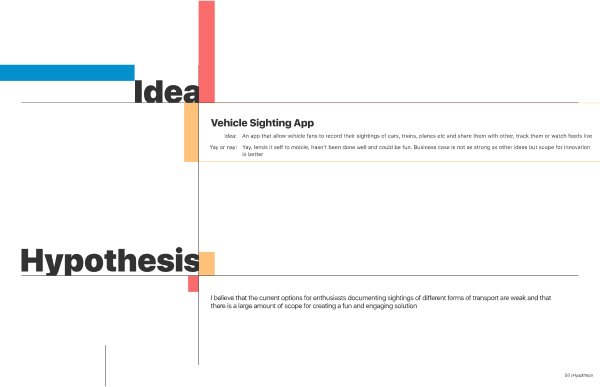 Idea
Vehicle Sighting App
Idea: An app that allow vehicle fans to record their sightings of cars, trains, planes etc and share them with other, track them or watch feeds live
Yay or nay: Yay, lends it self to mobile, hasn't been done well and could be fun. Business case is not as strong as other ideas but scope for innovation
is better
Hypothesis
I believe that the current options for enthusiasts documenting sightings of different forms of transport are weak and that
there is a large amount of scope for creating a fun and engaging solution
Hypothesis